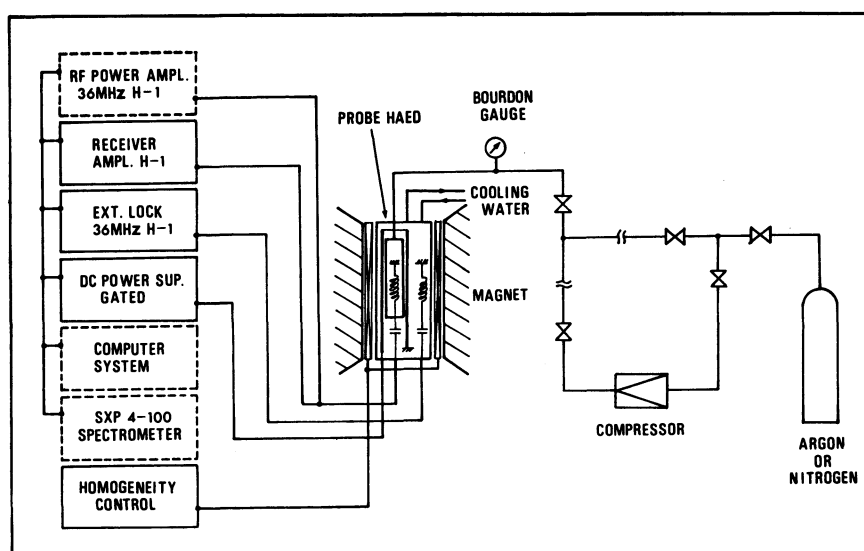 RF POWER AMPL.
36MHz H-1
RECEIVER
AMPL. H-1
EXT. LOCK
36MHz H-1
DC POWER SUP.
GATED
COMPUTER
SYSTEM
SXP 4-100
SPECTROMETER
HOMOGENEITY
CONTROL
PROBE HAED
BOURDON
GAUGE
COOLING
WATER
MAGNET
COMPRESSOR
ARGON
OR
NITROGEN